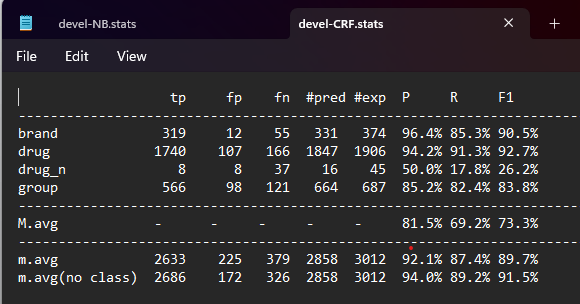 devel-NB.stats devel-CRF.stats × +
File Edit View
tp fp fn #pred #exp P R F1
------------------------------------------------------------------------------
brand 319 12 55 331 374 96.4% 85.3% 90.5%
drug 1740 107 166 1847 1906 94.2% 91.3% 92.7%
drug_n 8 8 37 16 45 50.0% 17.8% 26.2%
group 566 98 121 664 687 85.2% 82.4% 83.8%
------------------------------------------------------------------------------
M.avg - - - - - 81.5% 69.2% 73.3%
------------------------------------------------------------------------------
m.avg 2633 225 379 2858 3012 92.1% 87.4% 89.7%
m.avg(no class) 2686 172 326 2858 3012 94.0% 89.2% 91.5%